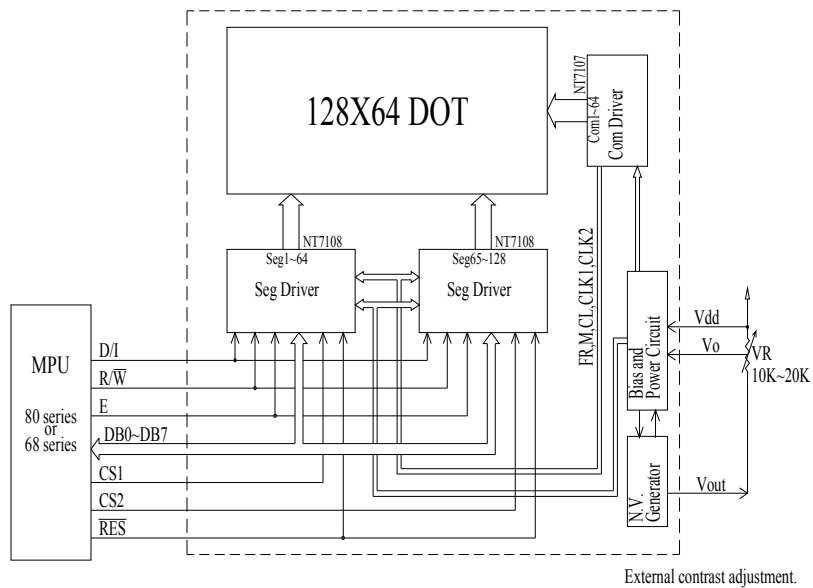 128X64 DOT
NT7107
Com1~64
Com Driver
NT7108
Seg1~64
Seg Driver
NT7108
Seg65~128
Seg Driver
FR,M,CL,CLK1,CLK2
Bias and
Power Circuit
Vdd
Vo
VR
10K~20K
MPU
80 series
or
68 series
D/I
R/W̅
E
DB0~DB7
CS1
CS2
R̅E̅S̅
N.V.
Generator
Vout
External contrast adjustment.